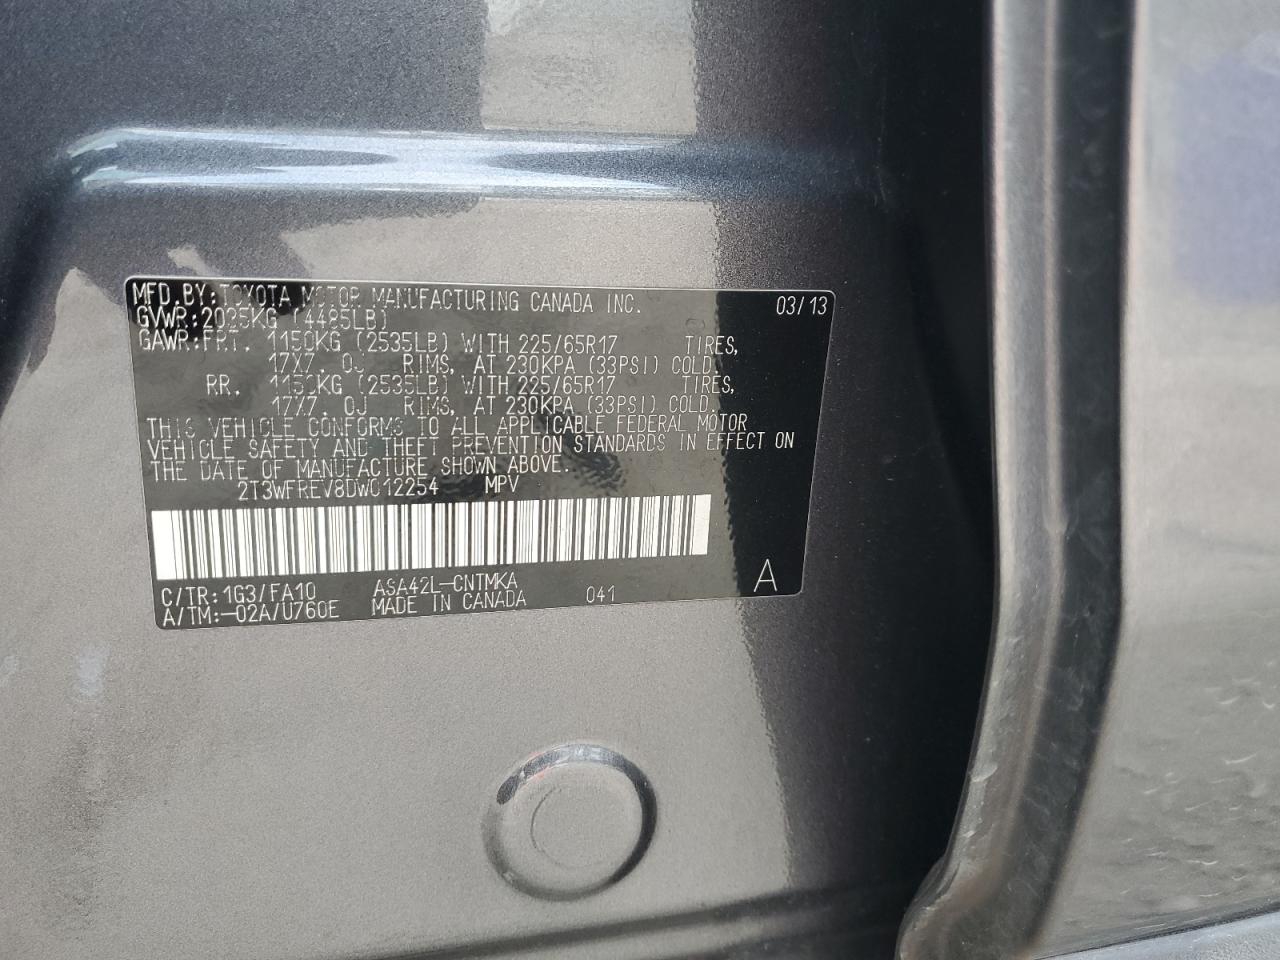 MFD.BY:TOYOTA MOTOR MANUFACTURING CANADA INC. 03/13
GVWR:2025KG (4485LB)
GAWR:FRT. 1150KG (2535LB) WITH 225/65R17 TIRES,
17X7.0J RIMS, AT 230KPA (33PSI) COLD.
RR. 1150KG (2535LB) WITH 225/65R17 TIRES,
17X7.0J RIMS, AT 230KPA (33PSI) COLD.
THIS VEHICLE CONFORMS TO ALL APPLICABLE FEDERAL MOTOR
VEHICLE SAFETY AND THEFT PREVENTION STANDARDS IN EFFECT ON
THE DATE OF MANUFACTURE SHOWN ABOVE.
2T3WFREV8DW012254 MPV
C/TR:1G3/FA10 ASA42L-CNTMKA
A/TM:-02A/U760E MADE IN CANADA 041 A